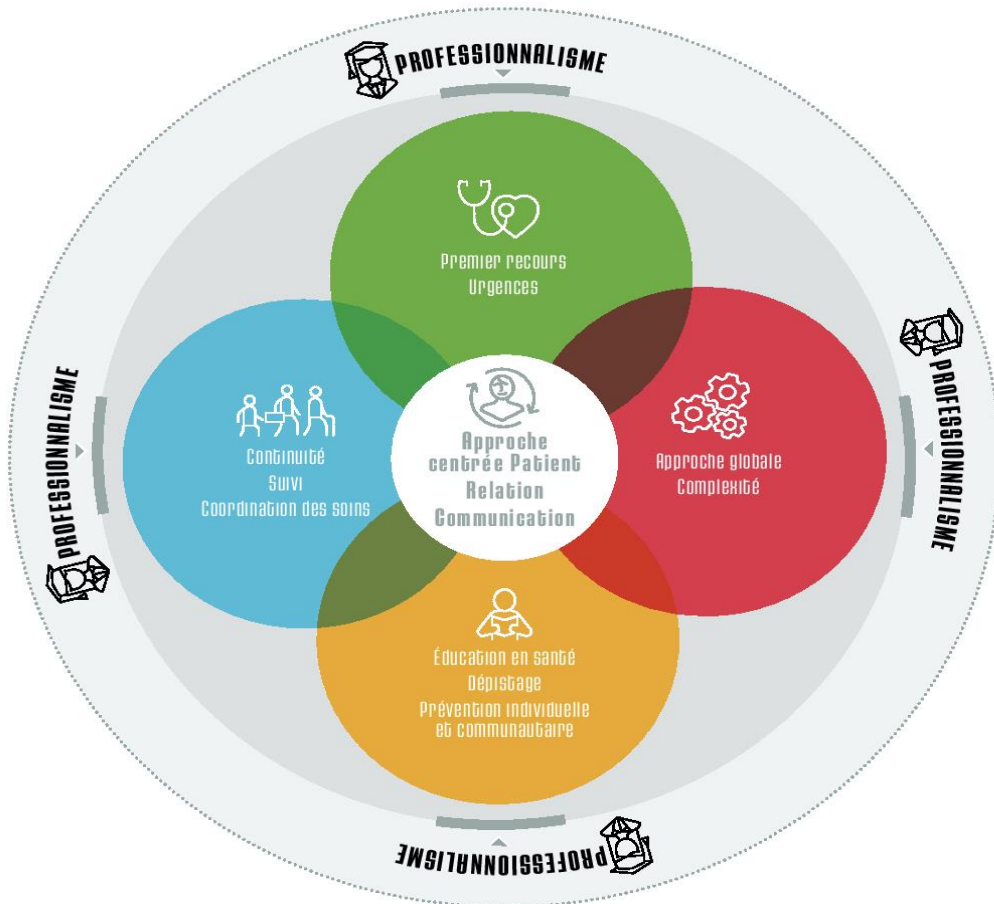 PROFESSIONNALISME
Premier recours
Urgences
PROFESSIONNALISME
Continuité
Suivi
Coordination des soins
Approche
centrée Patient
Relation
Communication
Approche globale
Complexité
PROFESSIONNALISME
Éducation en santé
Dépistage
Prévention individuelle
et communautaire
PROFESSIONNALISME